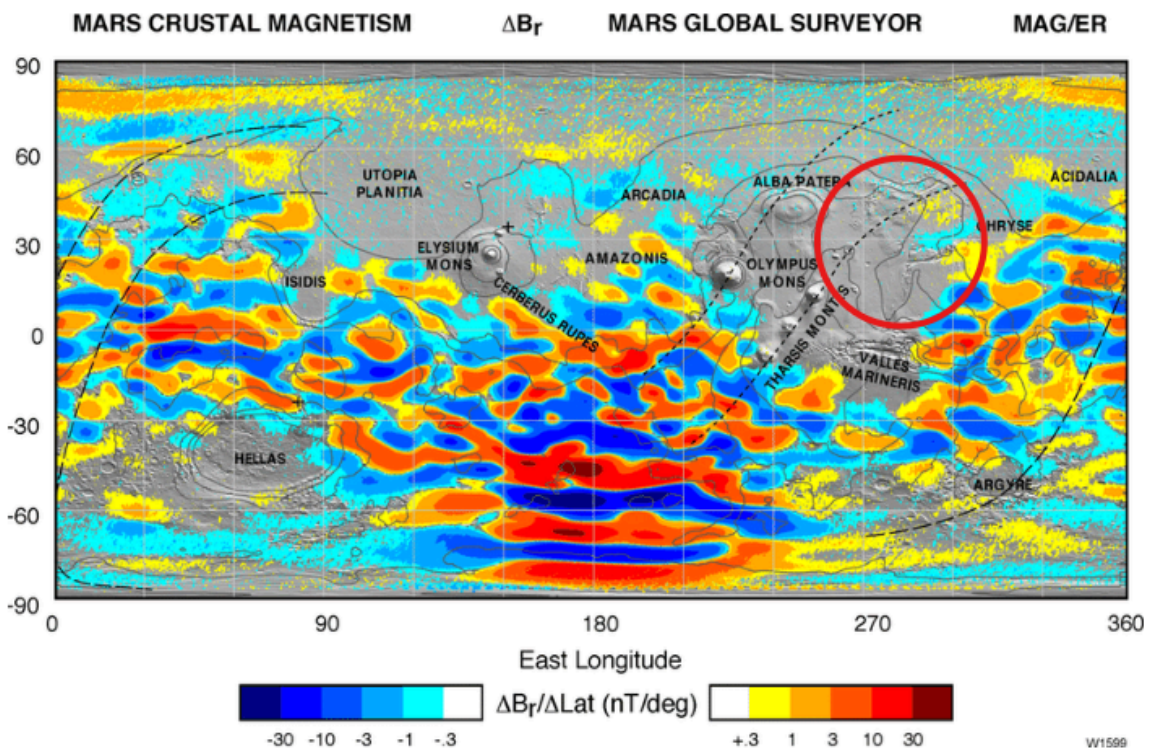 MARS CRUSTAL MAGNETISM ΔBr MARS GLOBAL SURVEYOR MAG/ER
90
60
30
0
-30
-60
-90
UTOPIA
PLANITIA
ARCADIA
ALBA PATERA
ACIDALIA
ELYSIUM
MONS
AMAZONIS
OLYMPUS
MONS
CHRYSE
ISIDIS
CERBERUS RUPES
THARSIS MONTES
VALLES
MARINERIS
HELLAS
ARGYRE
0 90 180 270 360
East Longitude
ΔBr/ΔLat (nT/deg)
-30 -10 -3 -1 -.3 +.3 1 3 10 30
W1599